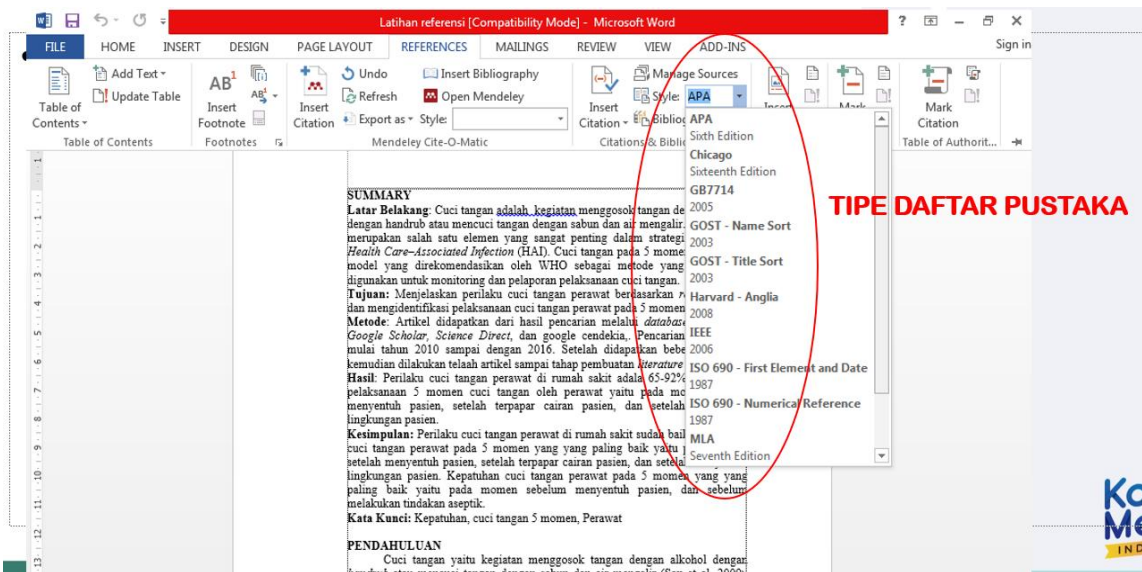 Latihan referensi [Compatibility Mode] - Microsoft Word
FILE HOME INSERT DESIGN PAGE LAYOUT REFERENCES MAILINGS REVIEW VIEW ADD-INS Sign in
Table of Contents
Add Text
Update Table
AB1
Insert Footnote
AB
Insert Citation
Undo
Refresh
Export as
Insert Bibliography
Open Mendeley
Style:
Insert Citation
Manage Sources
Style: APA
Mark Citation
Table of Contents
Footnotes
Mendeley Cite-O-Matic
Table of Authorit...
APA
Sixth Edition
Chicago
Sixteenth Edition
GB7714
2005
GOST - Name Sort
2003
GOST - Title Sort
2003
Harvard - Anglia
2008
IEEE
2006
ISO 690 - First Element and Date
1987
ISO 690 - Numerical Reference
1987
MLA
Seventh Edition
TIPE DAFTAR PUSTAKA
SUMMARY
Latar Belakang: Cuci tangan adalah kegiatan menggosok tangan
dengan handrub atau mencuci tangan dengan sabun dan air mengalir.
merupakan salah satu elemen yang sangat penting dalam strategi
Health Care–Associated Infection (HAI). Cuci tangan pada 5
model yang direkomendasikan oleh WHO sebagai metode yang
digunakan untuk monitoring dan pelaporan pelaksanaan cuci tangan.
Tujuan: Menjelaskan perilaku cuci tangan perawat berdasarkan
dan mengidentifikasi pelaksanaan cuci tangan perawat pada 5 momen
Metode: Artikel didapatkan dari hasil pencarian melalui database
Google Scholar, Science Direct, dan google cendekia,. Pencarian
mulai tahun 2010 sampai dengan 2016. Setelah didapatkan
kemudian dilakukan telaah artikel sampai tahap pembuatan literature
Hasil: Perilaku cuci tangan perawat di rumah sakit adala 65-92%
pelaksanaan 5 momen cuci tangan oleh perawat yaitu pada
menyentuh pasien, setelah terpapar cairan pasien, dan setelah
lingkungan pasien.
Kesimpulan: Perilaku cuci tangan perawat di rumah sakit sudah baik
cuci tangan perawat pada 5 momen yang yang paling baik yaitu
setelah menyentuh pasien, setelah terpapar cairan pasien, dan
lingkungan pasien. Kepatuhan cuci tangan perawat pada 5 momen yang yang
paling baik yaitu pada momen sebelum menyentuh pasien, dan sebelum
melakukan tindakan aseptik.
Kata Kunci: Kepatuhan, cuci tangan 5 momen, Perawat
PENDAHULUAN
Cuci tangan yaitu kegiatan menggosok tangan dengan alkohol dengan